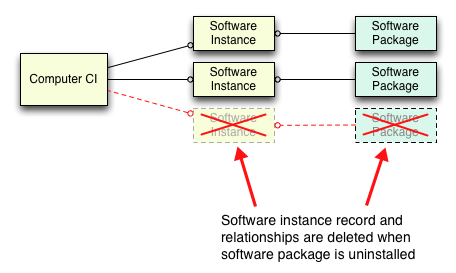 Software
Instance
Software
Package
Computer CI
Software
Instance
Software
Package
Software
Instance
Software
Package
Software instance record and
relationships are deleted when
software package is uninstalled